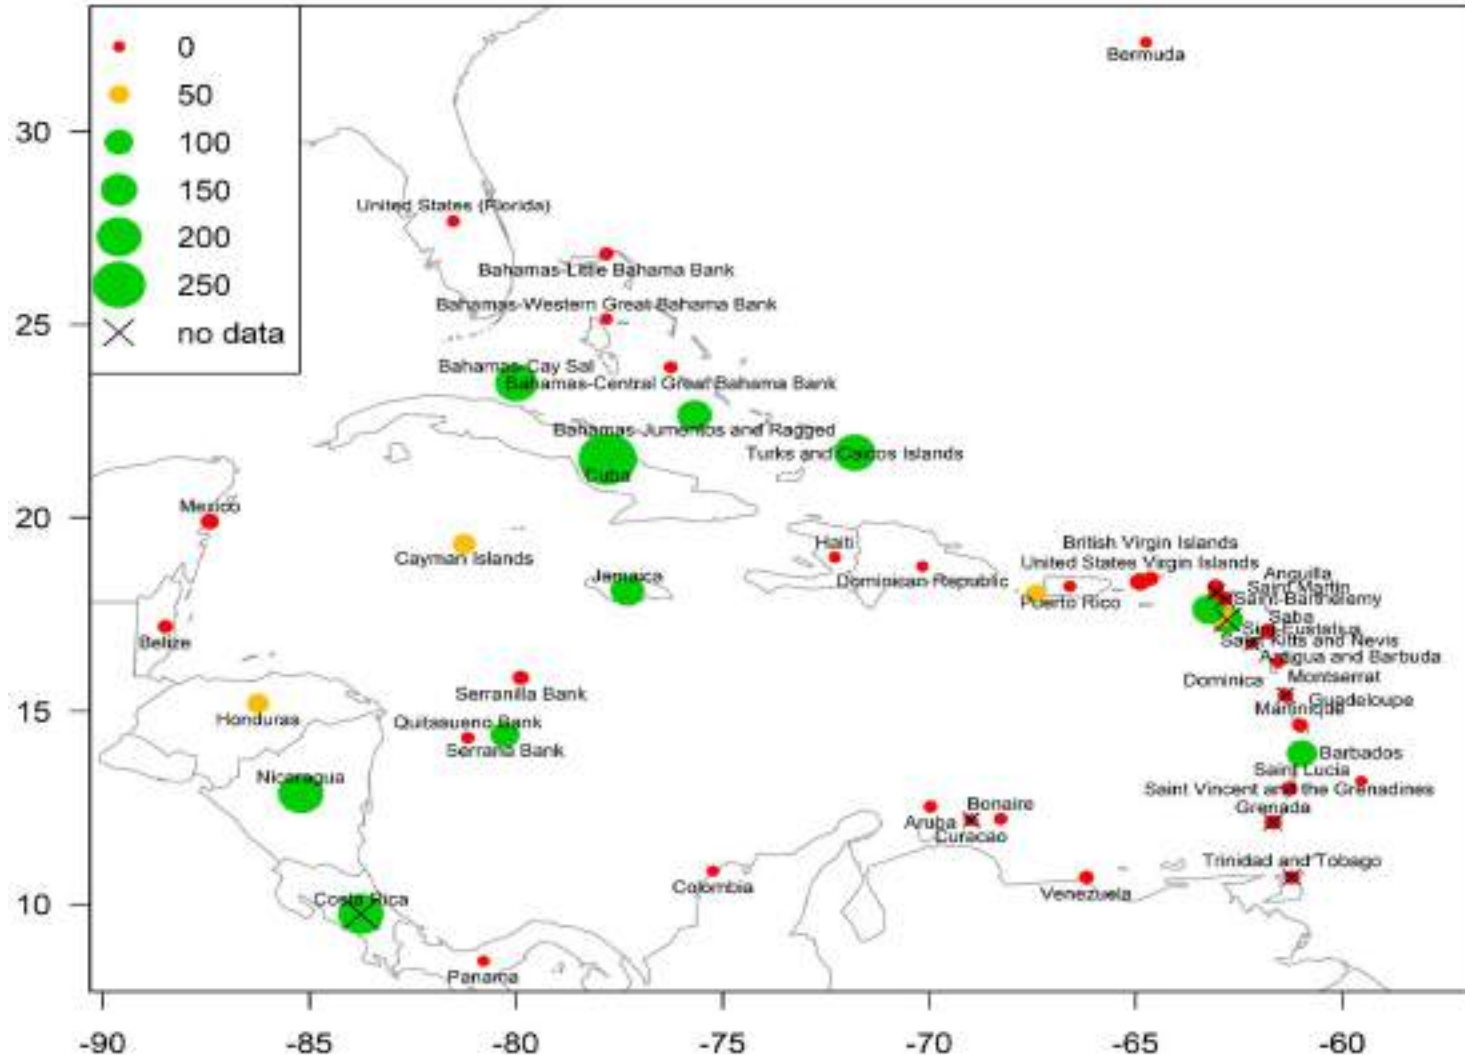 0
50
100
150
200
250
no data
30
25
20
15
10
Bermuda
United States (Florida)
Bahamas-Little Bahama Bank
Bahamas-Western Great Bahama Bank
Bahamas-Cay Sal
Bahamas-Central Great Bahama Bank
Bahamas-Jumentos and Ragged
Turks and Caicos Islands
Cuba
Mexico
Cayman Islands
Haiti
British Virgin Islands
United States Virgin Islands
Jamaica
Dominican Republic
Puerto Rico
Anguilla
Saint Martin
Saint-Barthelemy
Saba
Sint Eustatius
Saint Kitts and Nevis
Antigua and Barbuda
Belize
Serranilla Bank
Dominica
Montserrat
Guadeloupe
Martinique
Honduras
Quitasueno Bank
Serrana Bank
Barbados
Nicaragua
Saint Lucia
Saint Vincent and the Grenadines
Grenada
Bonaire
Aruba
Curacao
Trinidad and Tobago
Colombia
Venezuela
Costa Rica
Panama
-90
-85
-80
-75
-70
-65
-60